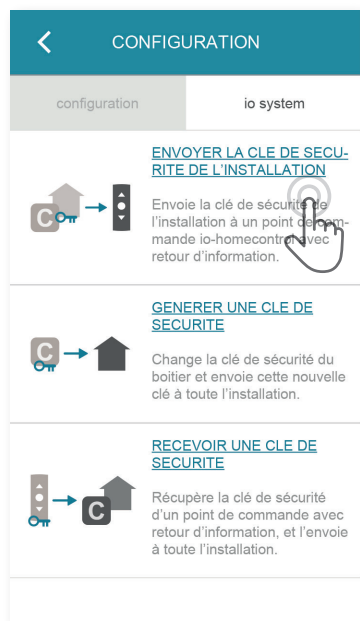 CONFIGURATION
configuration
io system
ENVOYER LA CLE DE SECU-
RITE DE L'INSTALLATION
C
Envoie la clé de sécurité de
l'installation à un point de com-
mande io-homecontrol avec
retour d'information.
GENERER UNE CLE DE
SECURITE
C
Change la clé de sécurité du
boitier et envoie cette nouvelle
clé à toute l'installation.
RECEVOIR UNE CLE DE
SECURITE
C
Récupère la clé de sécurité
d'un point de commande avec
retour d'information, et l'envoie
à toute l'installation.